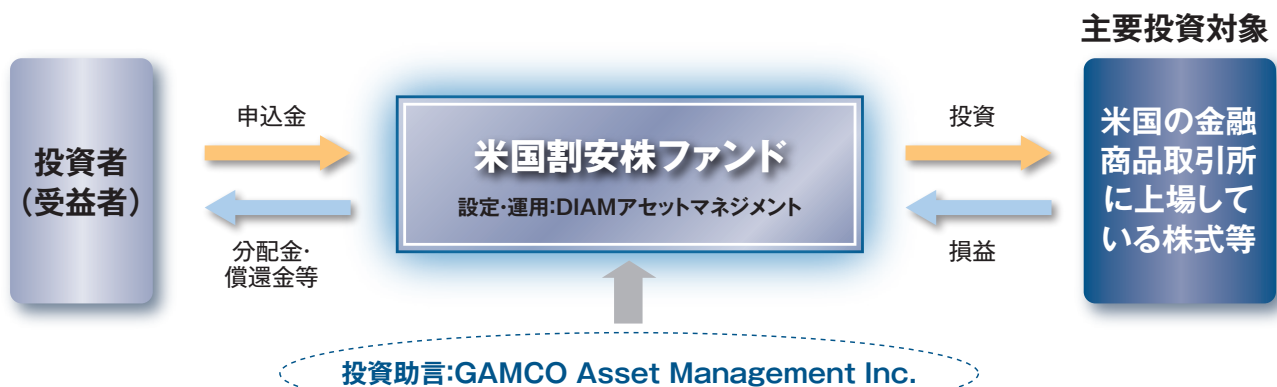 主要投資対象
投資者
（受益者）
申込金
分配金・
償還金等
米国割安株ファンド
設定・運用:DIAMアセットマネジメント
投資
損益
米国の金融
商品取引所
に上場して
いる株式等
投資助言:GAMCO Asset Management Inc.